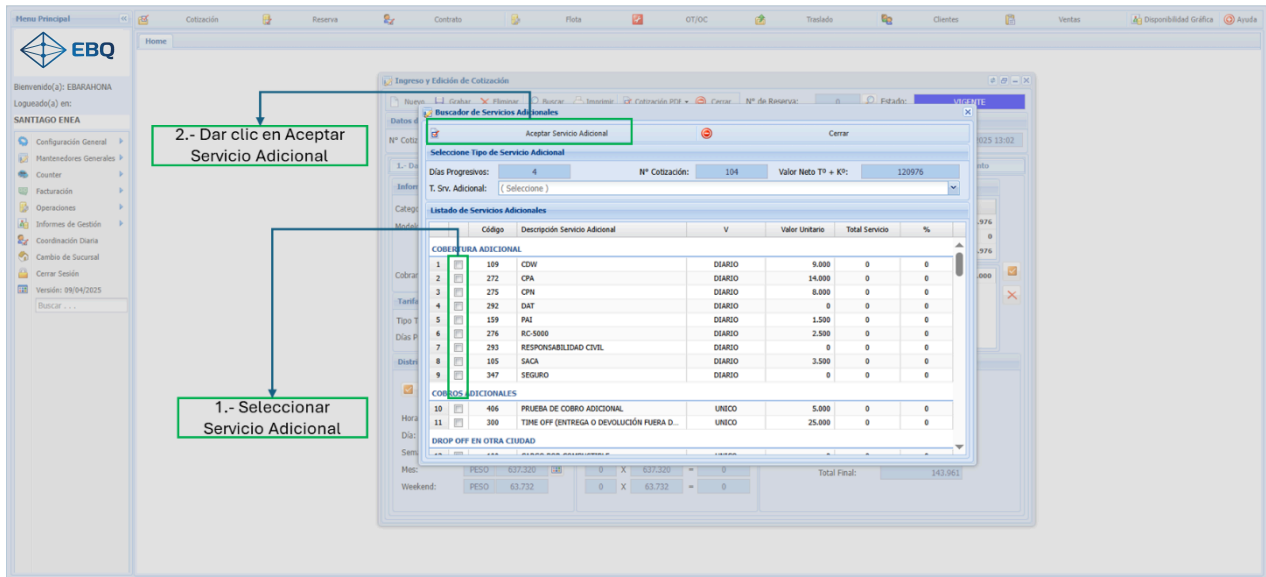 Menu Principal
Cotización
Reserva
Contrato
Flota
OT/OC
Traslado
Clientes
Ventas
Disponibilidad Gráfica
Ayuda
EBQ
Home
Bienvenido(a): EBARAHONA
Logueado(a) en:
SANTIAGO ENEA
Configuración General
Mantenedores Generales
Counter
Facturación
Operaciones
Informes de Gestión
Coordinación Diaria
Cambio de Sucursal
Cerrar Sesión
Versión: 09/04/2025
Buscar . . .
2.- Dar clic en Aceptar
Servicio Adicional
1.- Seleccionar
Servicio Adicional
Ingreso y Edición de Cotización
Nuevo Grabar Eliminar Buscar Imprimir Cotización PDF Cerrar N° de Reserva: 0 Estado: VIGENTE
Buscador de Servicios Adicionales
Aceptar Servicio Adicional Cerrar
Seleccione Tipo de Servicio Adicional
Días Progresivos: 4 N° Cotización: 104 Valor Neto Tº + Kº: 120976
T. Srv. Adicional: ( Seleccione )
Listado de Servicios Adicionales
Código Descripción Servicio Adicional V Valor Unitario Total Servicio %
COBERTURA ADICIONAL
1 109 CDW DIARIO 9.000 0 0
2 272 CPA DIARIO 14.000 0 0
3 275 CPN DIARIO 8.000 0 0
4 292 DAT DIARIO 0 0 0
5 159 PAI DIARIO 1.500 0 0
6 276 RC-5000 DIARIO 2.500 0 0
7 293 RESPONSABILIDAD CIVIL DIARIO 0 0 0
8 105 SACA DIARIO 3.500 0 0
9 347 SEGURO DIARIO 0 0 0
COBROS ADICIONALES
10 406 PRUEBA DE COBRO ADICIONAL UNICO 5.000 0 0
11 300 TIME OFF (ENTREGA O DEVOLUCIÓN FUERA D... UNICO 25.000 0 0
DROP OFF EN OTRA CIUDAD
Mes: PESO 637.320 0 X 637.320 = 0
Total Final: 143.961
Weekend: PESO 63.732 0 X 63.732 = 0